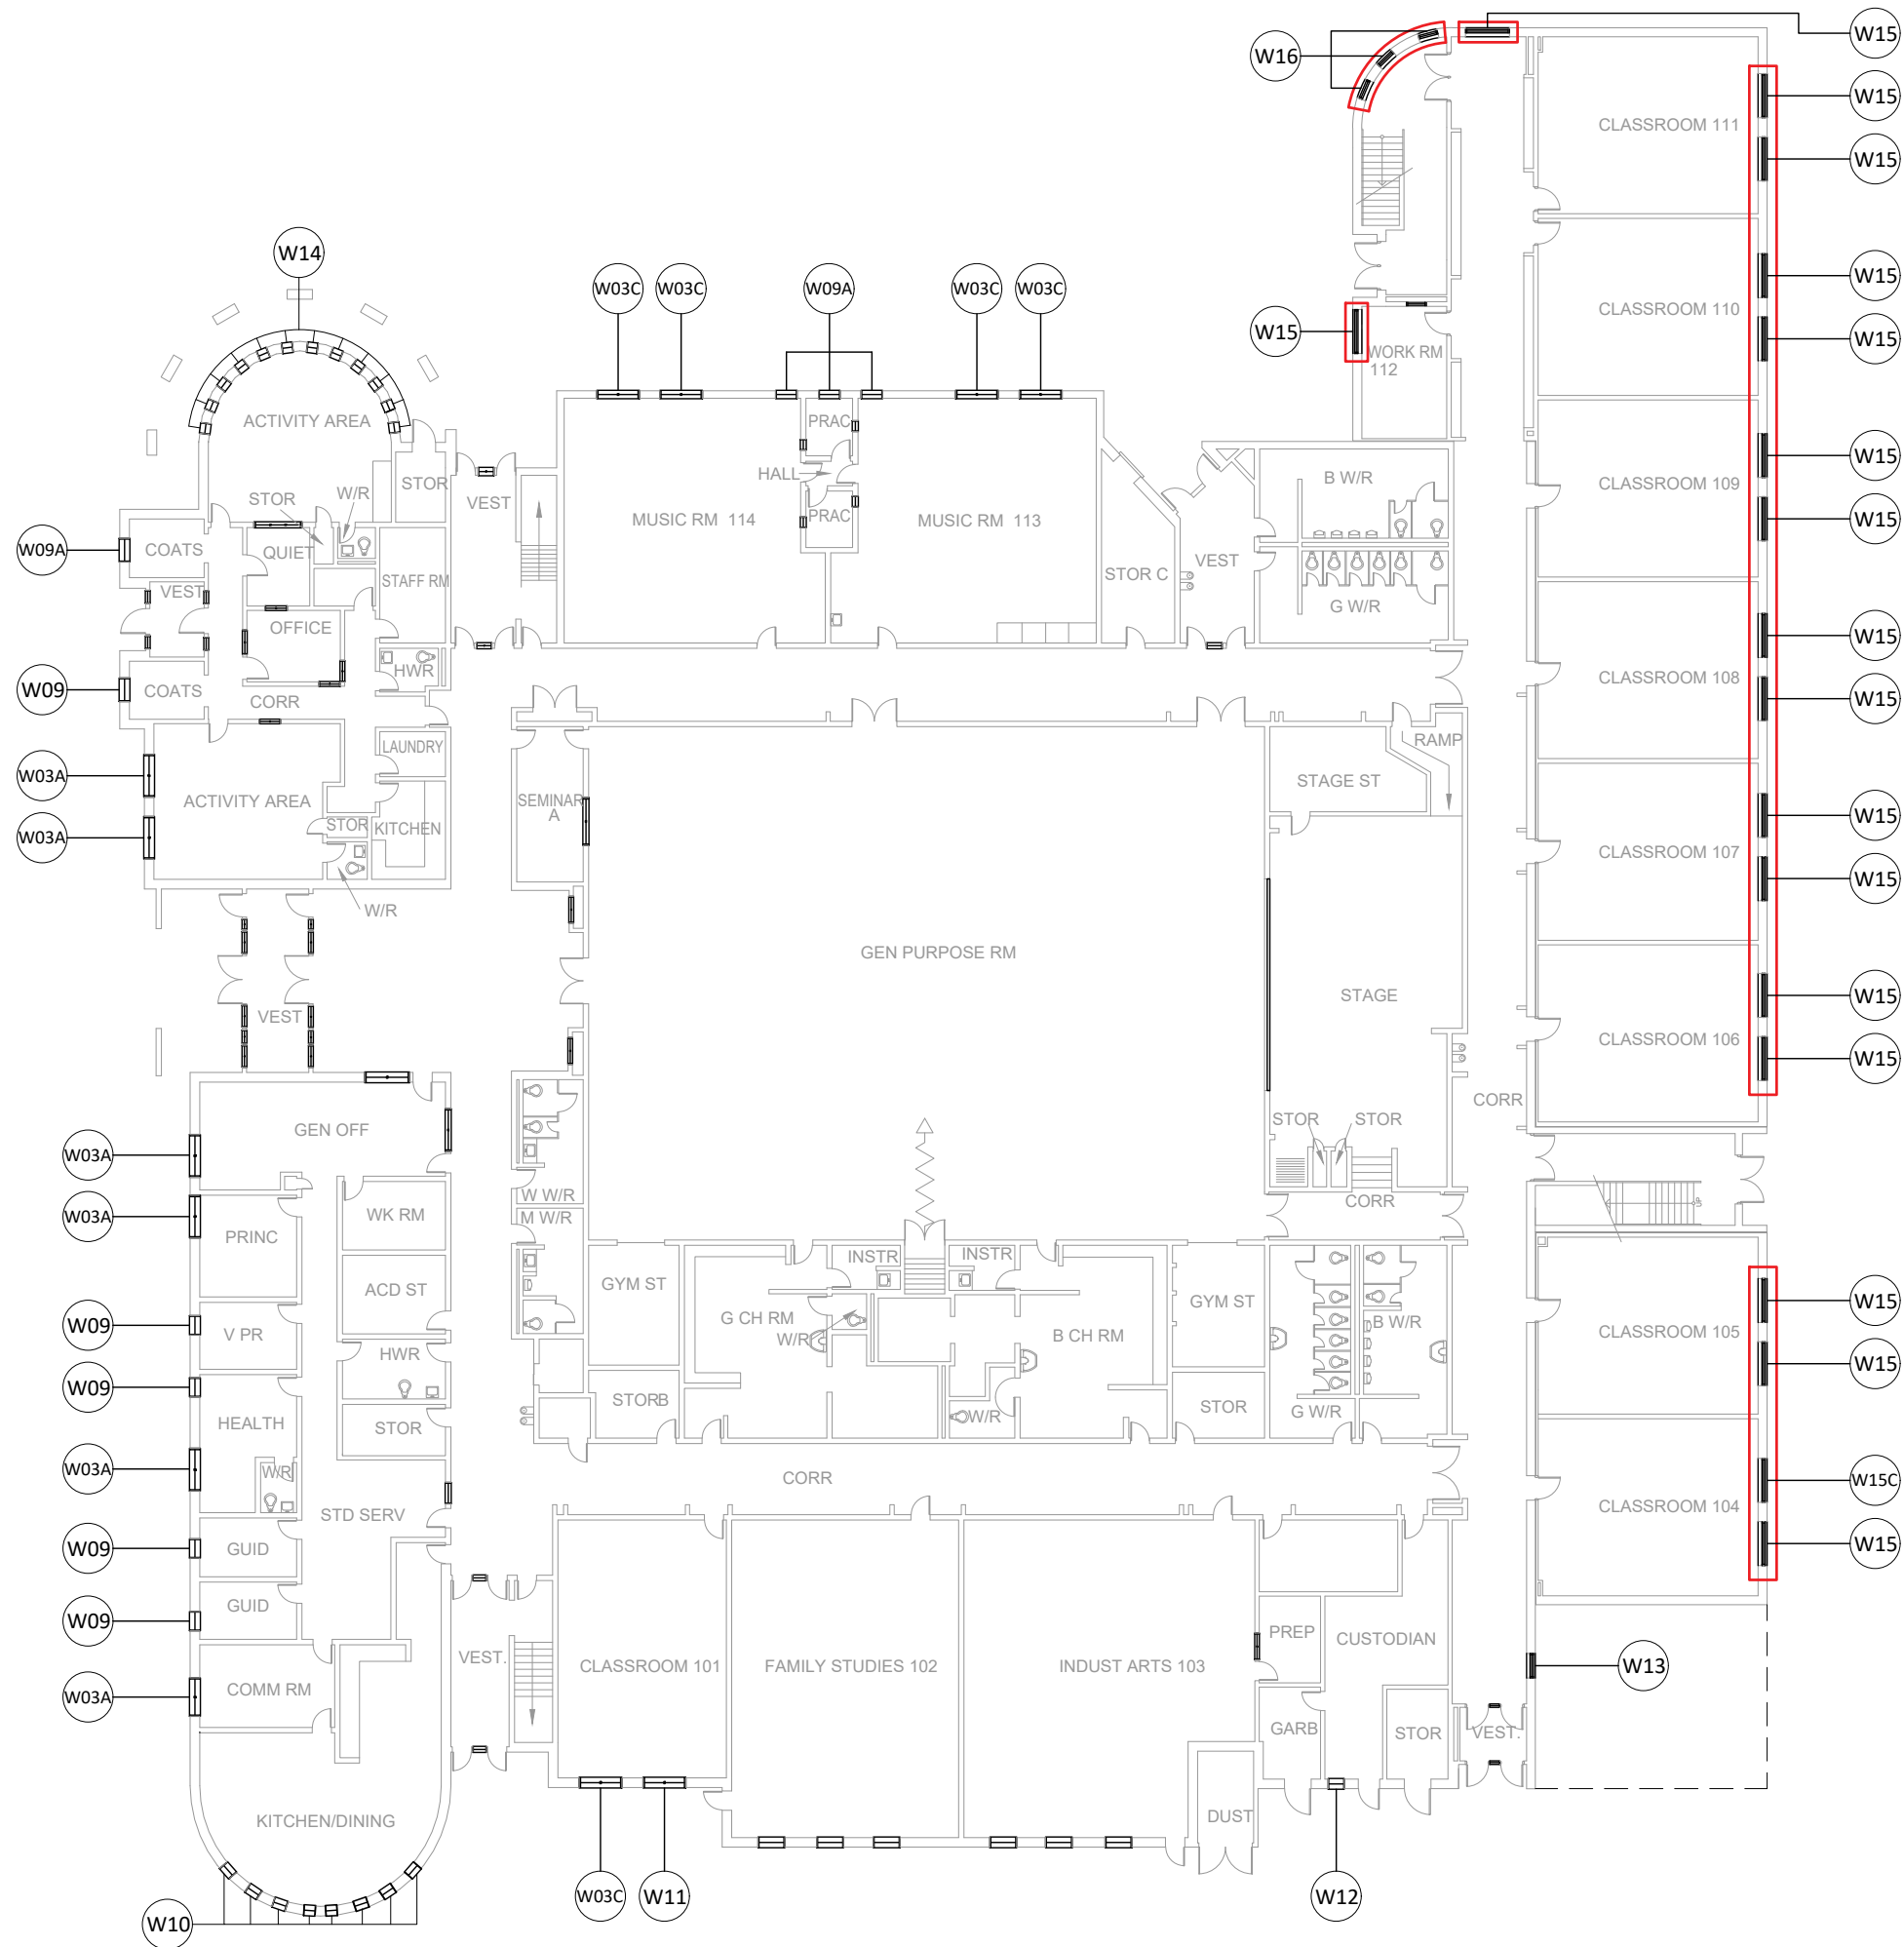 W15
W16
W15
CLASSROOM 111
W15
W14
W03C
W03C
W09A
W03C
W03C
W15
CLASSROOM 110
W15
WORK RM
112
W15
ACTIVITY AREA
PRAC
W15
CLASSROOM 109
W15
B W/R
HALL
STOR
W/R
STOR
VEST
MUSIC RM 114
PRAC
MUSIC RM 113
W09A
COATS
QUIET
STAFF RM
VEST
STOR C
VEST
G W/R
OFFICE
W15
CLASSROOM 108
W15
HWR
W09
COATS
CORR
LAUNDRY
RAMP
STAGE ST
W03A
ACTIVITY AREA
SEMINAR
A
W15
CLASSROOM 107
W15
W03A
STOR
KITCHEN
W/R
GEN PURPOSE RM
STAGE
W15
VEST
CLASSROOM 106
W15
CORR
GEN OFF
STOR
STOR
W03A
W W/R
CORR
W03A
PRINC
WK RM
M W/R
UP
INSTR
INSTR
GYM ST
ACD ST
GYM ST
W15
G CH RM
W09
V PR
W/R
B CH RM
B W/R
CLASSROOM 105
HWR
W15
W09
STORB
STOR
HEALTH
STOR
W/R
G W/R
W03A
W/R
CORR
W15C
STD SERV
CLASSROOM 104
W09
GUID
W15
W09
GUID
PREP
CUSTODIAN
VEST.
CLASSROOM 101
FAMILY STUDIES 102
INDUST ARTS 103
W13
W03A
COMM RM
GARB
STOR
VEST.
KITCHEN/DINING
DUST
W03C
W11
W12
W10